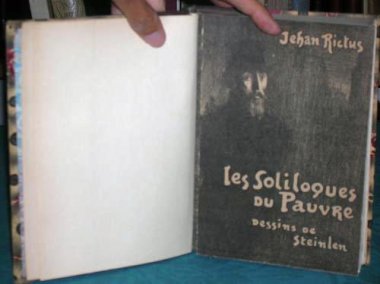 Jehan Rictus
Les Soliloques
DU Pauvre
Dessins de
Steinlen